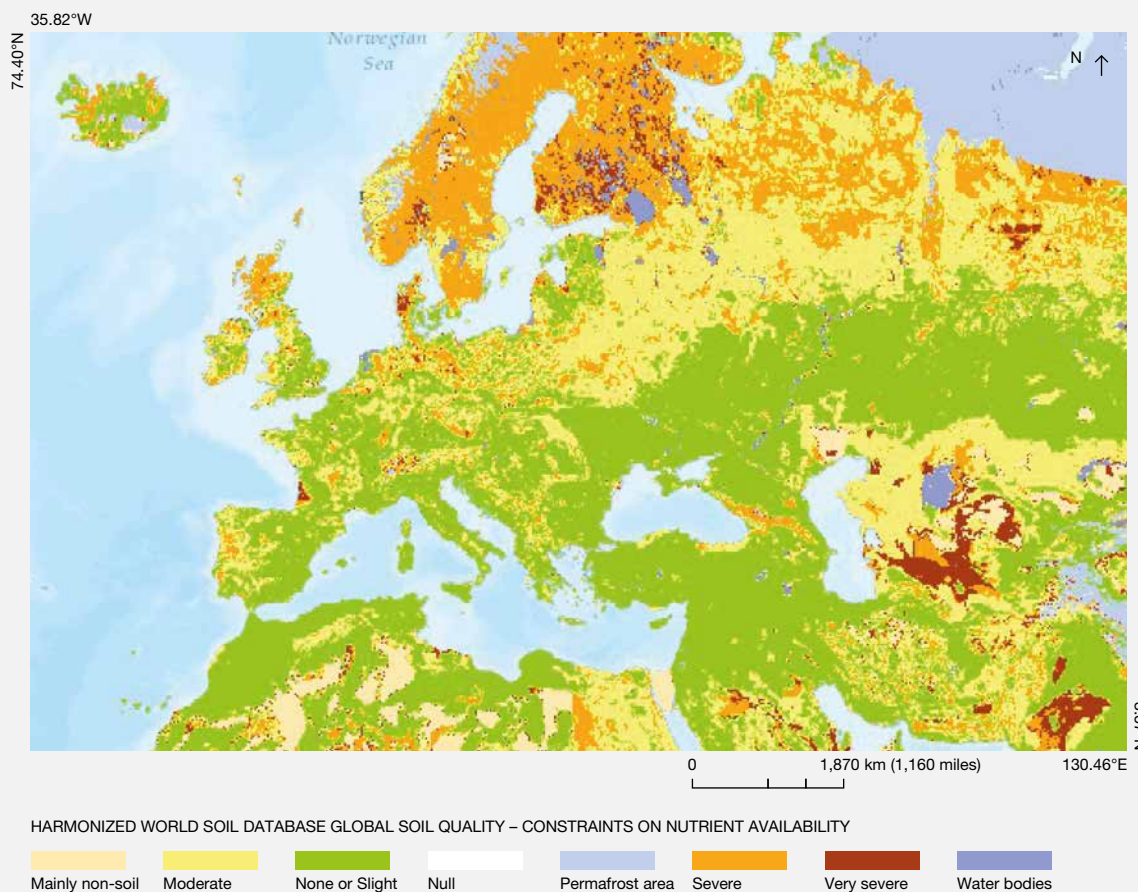 35.82°W
74.40°N
Norwegian
Sea
N
0
1,870 km (1,160 miles)
130.46°E
HARMONIZED WORLD SOIL DATABASE GLOBAL SOIL QUALITY – CONSTRAINTS ON NUTRIENT AVAILABILITY
Mainly non-soil
Moderate
None or Slight
Null
Permafrost area
Severe
Very severe
Water bodies